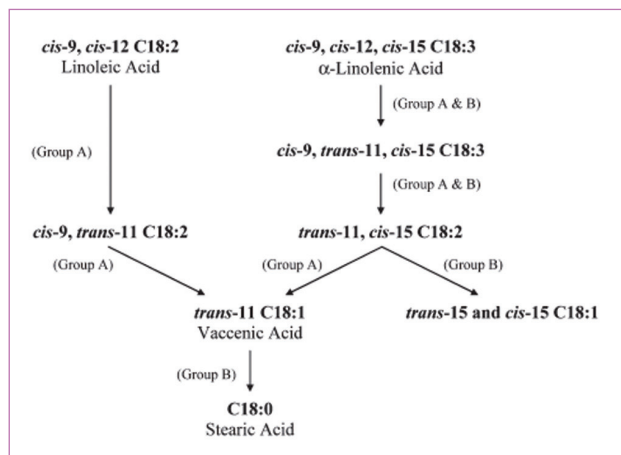 cis-9, cis-12 C18:2
Linoleic Acid
cis-9, cis-12, cis-15 C18:3
α-Linolenic Acid
(Group A & B)
(Group A)
cis-9, trans-11, cis-15 C18:3
(Group A & B)
cis-9, trans-11 C18:2
trans-11, cis-15 C18:2
(Group A)
(Group A)
(Group B)
trans-11 C18:1
Vaccenic Acid
trans-15 and cis-15 C18:1
(Group B)
C18:0
Stearic Acid